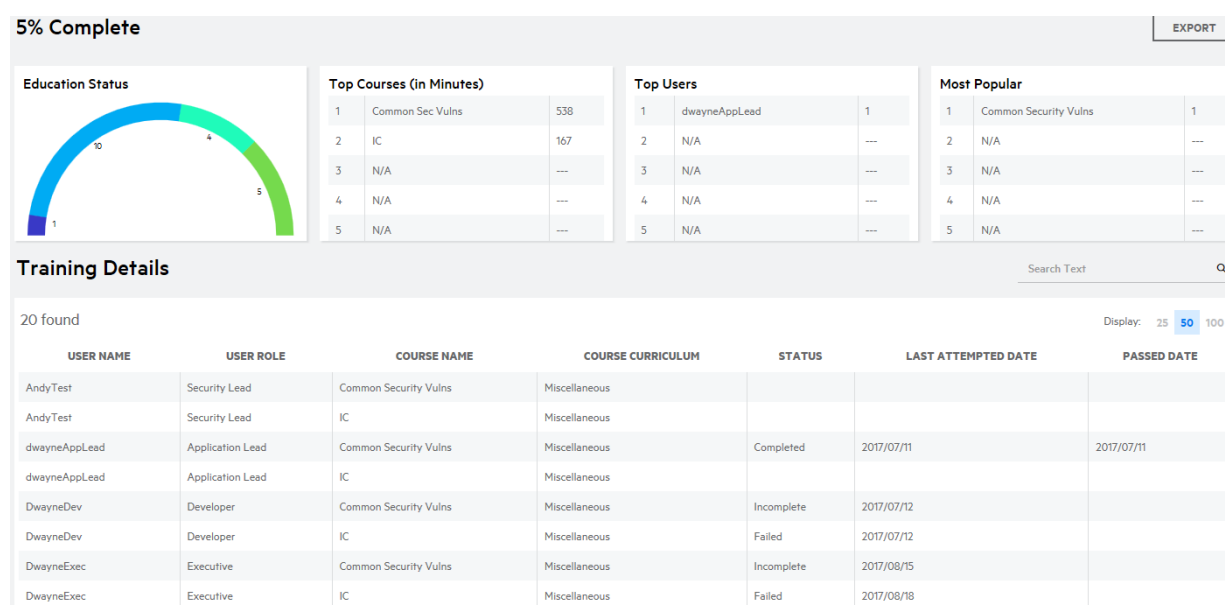 5% Complete
EXPORT
Education Status
10
4
5
1
Top Courses (in Minutes)
1 Common Sec Vulns 538
2 IC 167
3 N/A ---
4 N/A ---
5 N/A ---
Top Users
1 dwayneAppLead 1
2 N/A ---
3 N/A ---
4 N/A ---
5 N/A ---
Most Popular
1 Common Security Vulns 1
2 N/A ---
3 N/A ---
4 N/A ---
5 N/A ---
Training Details
Search Text
20 found
Display: 25 50 100
USER NAME USER ROLE COURSE NAME COURSE CURRICULUM STATUS LAST ATTEMPTED DATE PASSED DATE
AndyTest Security Lead Common Security Vulns Miscellaneous
AndyTest Security Lead IC Miscellaneous
dwayneAppLead Application Lead Common Security Vulns Miscellaneous Completed 2017/07/11 2017/07/11
dwayneAppLead Application Lead IC Miscellaneous
DwayneDev Developer Common Security Vulns Miscellaneous Incomplete 2017/07/12
DwayneDev Developer IC Miscellaneous Failed 2017/07/12
DwayneExec Executive Common Security Vulns Miscellaneous Incomplete 2017/08/15
DwayneExec Executive IC Miscellaneous Failed 2017/08/18